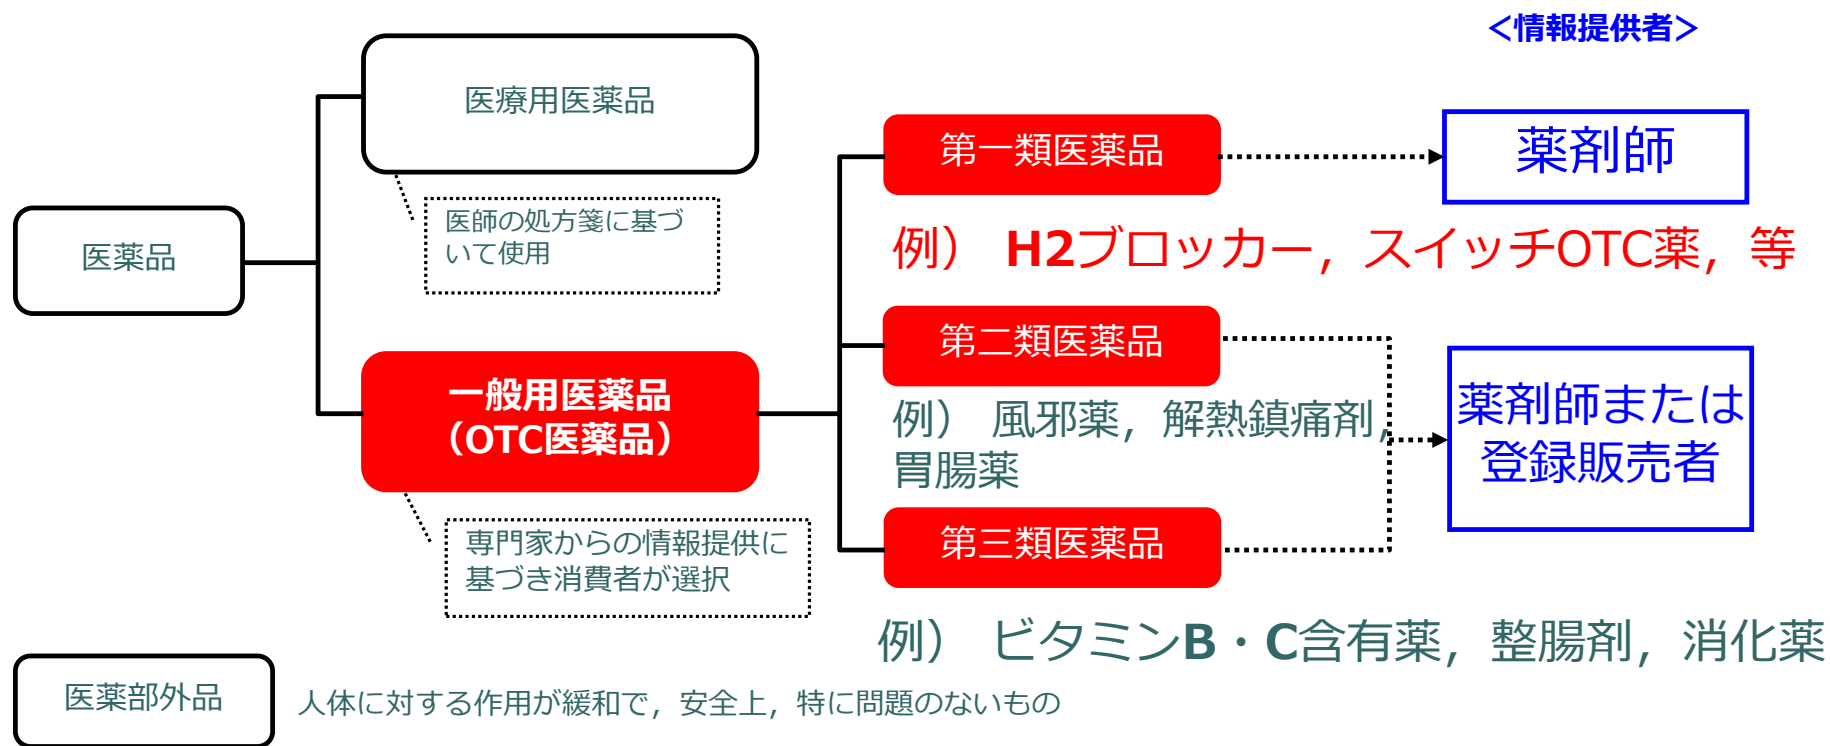 ＜情報提供者＞
医療用医薬品
第一類医薬品
薬剤師
医師の処方箋に基づ
いて使用
医薬品
例） H2ブロッカー，スイッチOTC薬，等
第二類医薬品
一般用医薬品
（OTC医薬品）
例） 風邪薬，解熱鎮痛剤，
胃腸薬
薬剤師または
登録販売者
第三類医薬品
専門家からの情報提供に
基づき消費者が選択
例） ビタミンB・C含有薬，整腸剤，消化薬
医薬部外品
人体に対する作用が緩和で，安全上，特に問題のないもの